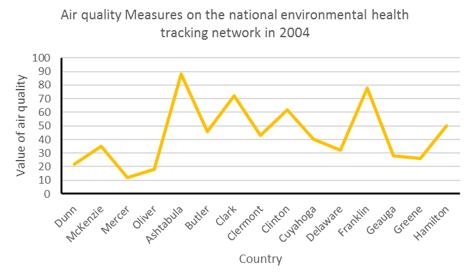 Air quality Measures on the national environmental health
tracking network in 2004
Value of air quality
100
90
80
70
60
50
40
30
20
10
0
Dunn
McKenzie
Mercer
Oliver
Ashtabula
Butler
Clark
Clermont
Clinton
Cuyahoga
Delaware
Franklin
Geauga
Greene
Hamilton
Country